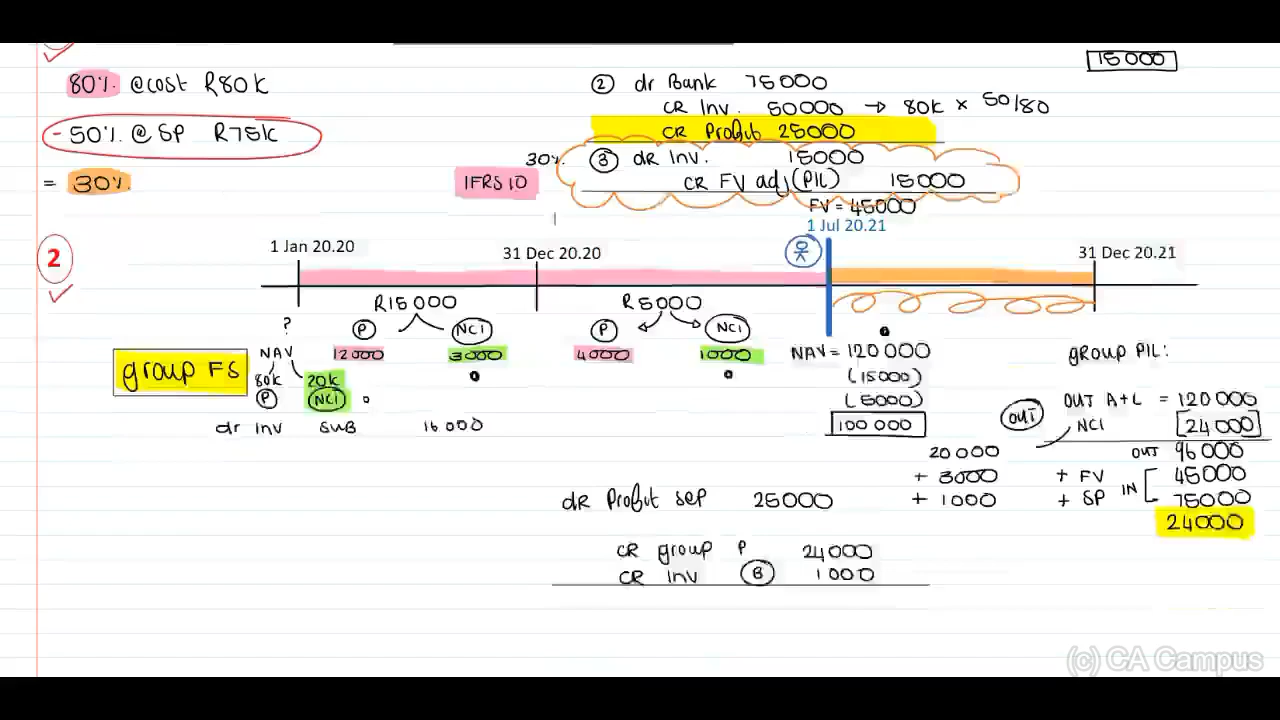 15000
80% @cost R80k
② dr Bank 75000
CR Inv. 50000 → 80k x 50/80
- 50% @ SP R75k
CR Profit 25000
30% ③ dr Inv. 15000
= 30%
IFRS 10
CR FV adj (P/L) 15000
FV = 45000
1 Jul 20.21
1 Jan 20.20
31 Dec 20.20
31 Dec 20.21
2
R15000
R5000
?
P NCI
P NCI
NAV
12000 3000
4000 1000
NAV = 120000
group P/L:
group FS
80k 20k
(15000)
P NCI
(5000)
OUT A+L = 120000
dr Inv sub 16000
100 000
OUT
NCI [24000]
20000
OUT 96000
+ 3000
+ FV 45000
dr Profit sep 25000
+ 1000
+ SP IN 75000
24000
CR group P 24000
CR Inv B 1000
(c) CA Campus